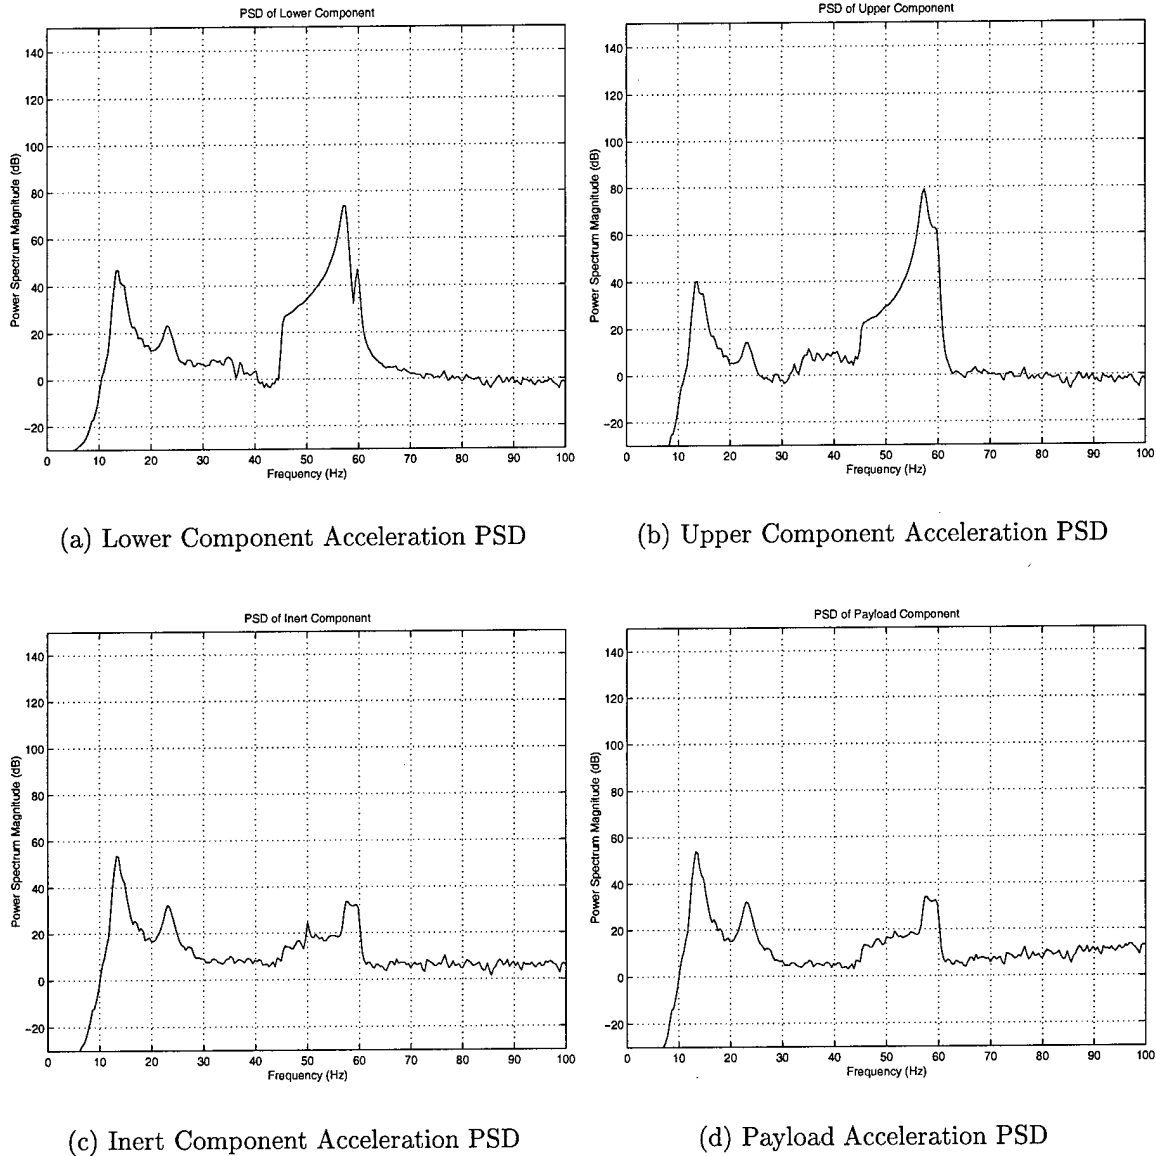 PSD of Lower Component
140
120
100
80
60
40
20
0
−20
Power Spectrum Magnitude (dB)
0 10 20 30 40 50 60 70 80 90 100
Frequency (Hz)
(a) Lower Component Acceleration PSD
PSD of Upper Component
140
120
100
80
60
40
20
0
−20
Power Spectrum Magnitude (dB)
0 10 20 30 40 50 60 70 80 90 100
Frequency (Hz)
(b) Upper Component Acceleration PSD
PSD of Inert Component
140
120
100
80
60
40
20
0
−20
Power Spectrum Magnitude (dB)
0 10 20 30 40 50 60 70 80 90 100
Frequency (Hz)
(c) Inert Component Acceleration PSD
PSD of Payload Component
140
120
100
80
60
40
20
0
−20
Power Spectrum Magnitude (dB)
0 10 20 30 40 50 60 70 80 90 100
Frequency (Hz)
(d) Payload Acceleration PSD